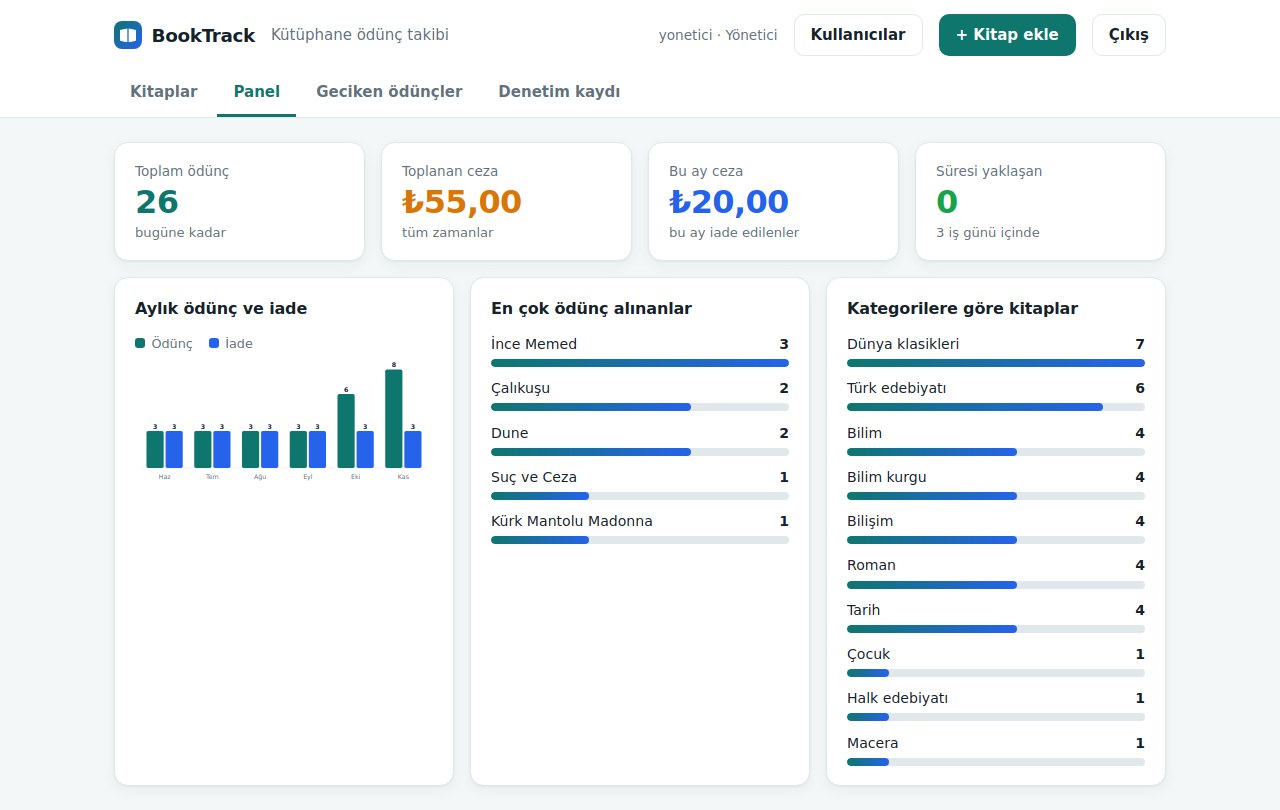 BookTrack Kütüphane ödünç takibi yonetici · Yönetici Kullanıcılar + Kitap ekle Çıkış
Kitaplar Panel Geciken ödünçler Denetim kaydı
Toplam ödünç
26
bugüne kadar
Toplanan ceza
₺55,00
tüm zamanlar
Bu ay ceza
₺20,00
bu ay iade edilenler
Süresi yaklaşan
0
3 iş günü içinde
Aylık ödünç ve iade
Ödünç İade
3 3 3 3 3 3 3 3 6 3 8 3
Haz Tem Ağu Eyl Eki Kas
En çok ödünç alınanlar
İnce Memed 3
Çalıkuşu 2
Dune 2
Suç ve Ceza 1
Kürk Mantolu Madonna 1
Kategorilere göre kitaplar
Dünya klasikleri 7
Türk edebiyatı 6
Bilim 4
Bilim kurgu 4
Bilişim 4
Roman 4
Tarih 4
Çocuk 1
Halk edebiyatı 1
Macera 1